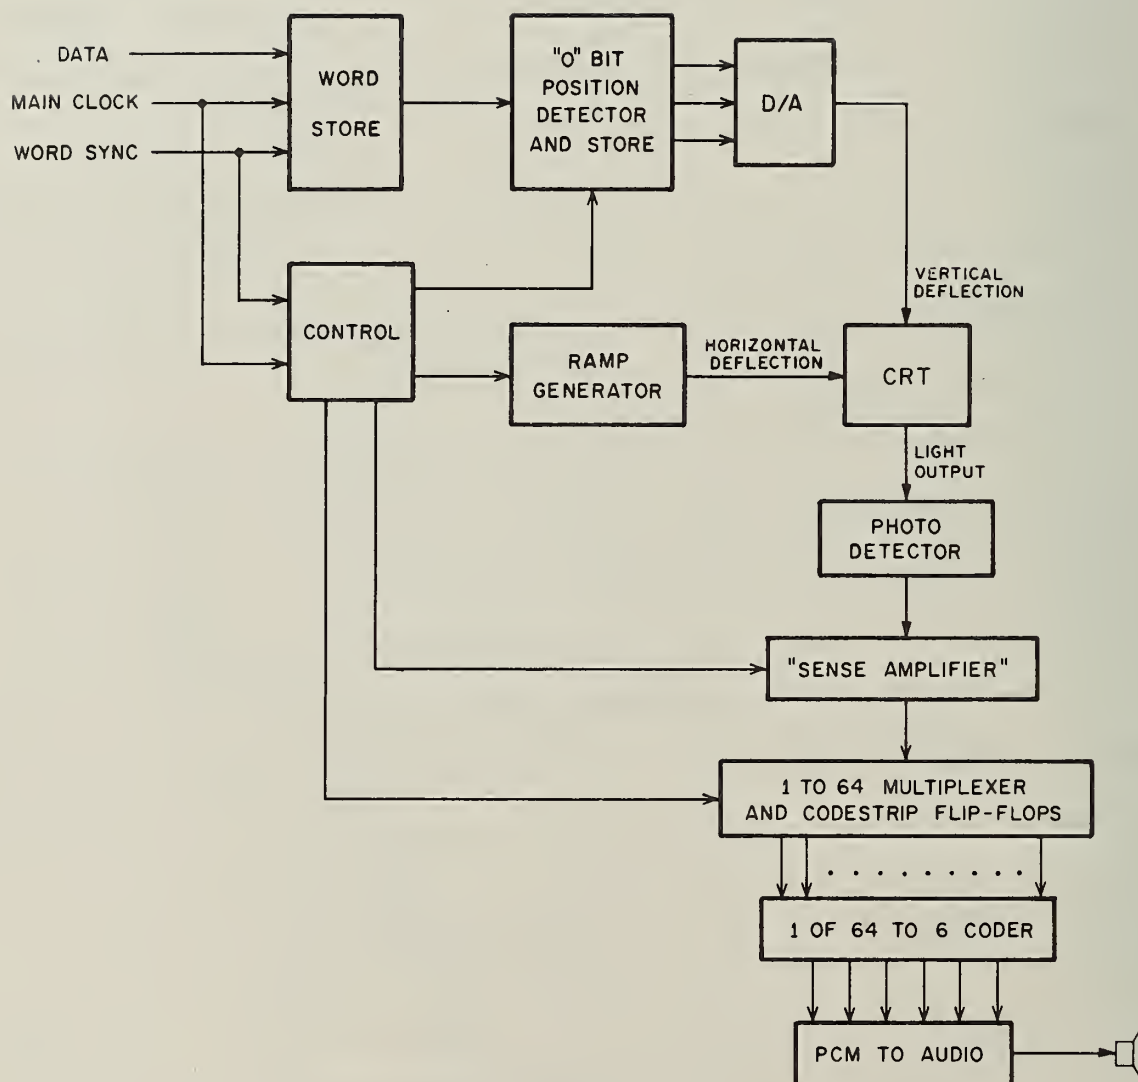 DATA
MAIN CLOCK
WORD SYNC
WORD
STORE
"O" BIT
POSITION
DETECTOR
AND STORE
D/A
VERTICAL
DEFLECTION
CONTROL
RAMP
GENERATOR
HORIZONTAL
DEFLECTION
CRT
LIGHT
OUTPUT
PHOTO
DETECTOR
"SENSE AMPLIFIER"
1 TO 64 MULTIPLEXER
AND CODESTRIP FLIP-FLOPS
1 OF 64 TO 6 CODER
PCM TO AUDIO